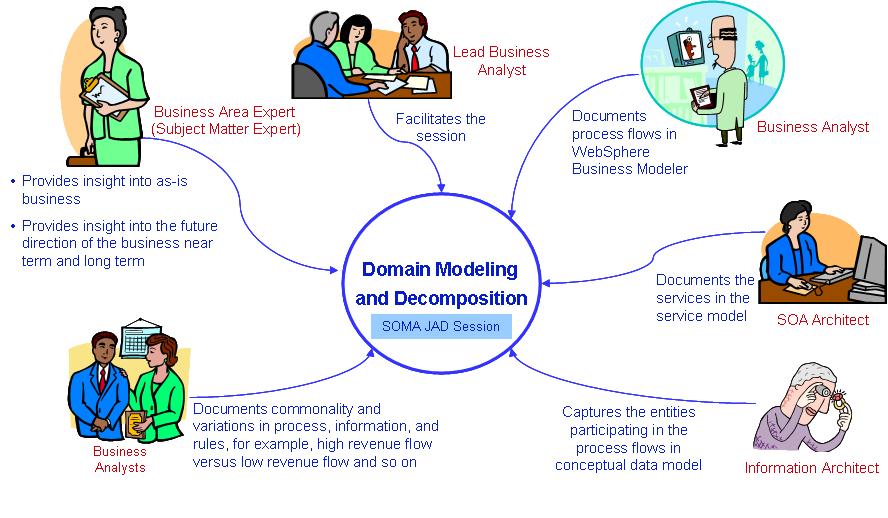 Lead Business
Analyst
Business Area Expert
(Subject Matter Expert)
Facilitates the
session
Documents
process flows in
WebSphere
Business Modeler
Business Analyst
• Provides insight into as-is
business
• Provides insight into the future
direction of the business near
term and long term
Domain Modeling
and Decomposition
SOMA JAD Session
Documents the
services in the
service model
SOA Architect
Business
Analysts
Documents commonality and
variations in process, information, and
rules, for example, high revenue flow
versus low revenue flow and so on
Captures the entities
participating in the
process flows in
conceptual data model
Information Architect